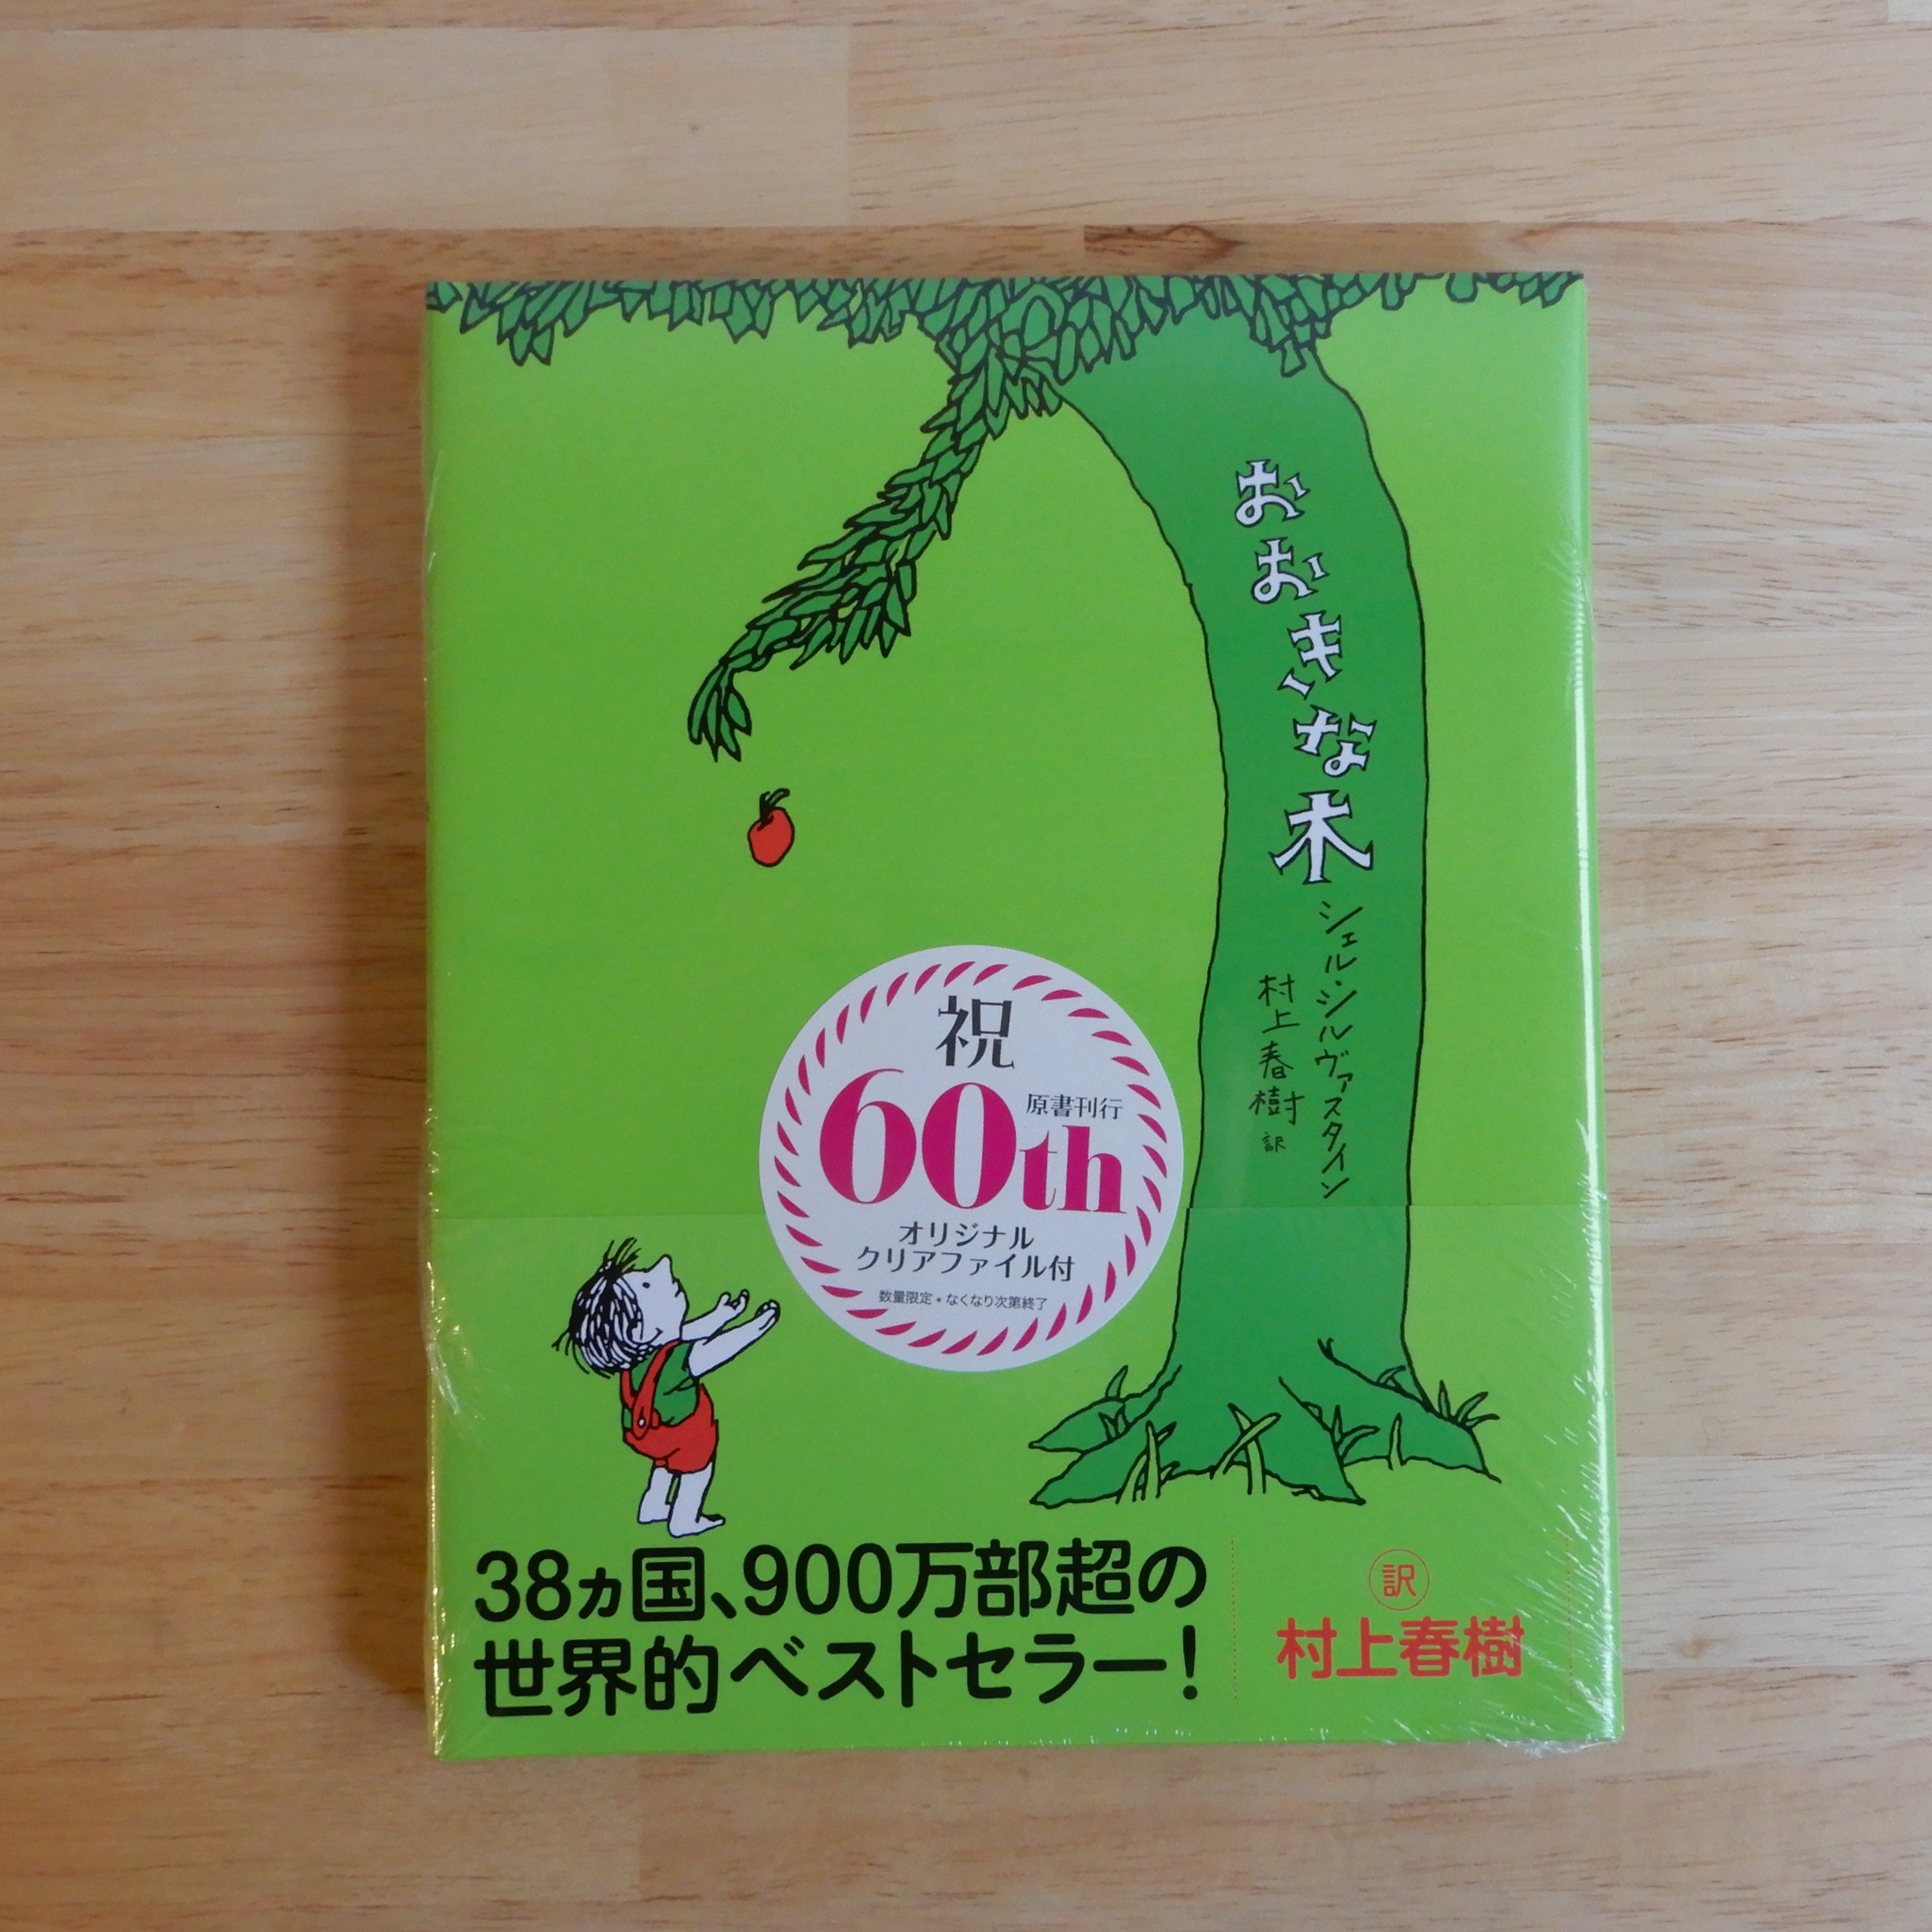 おおきな木
シェル・シルヴァスタイン
村上春樹 訳
祝
原書刊行
60th
オリジナル
クリアファイル付
数量限定・なくなり次第終了
38ヵ国、900万部超の
世界的ベストセラー！
訳
村上春樹